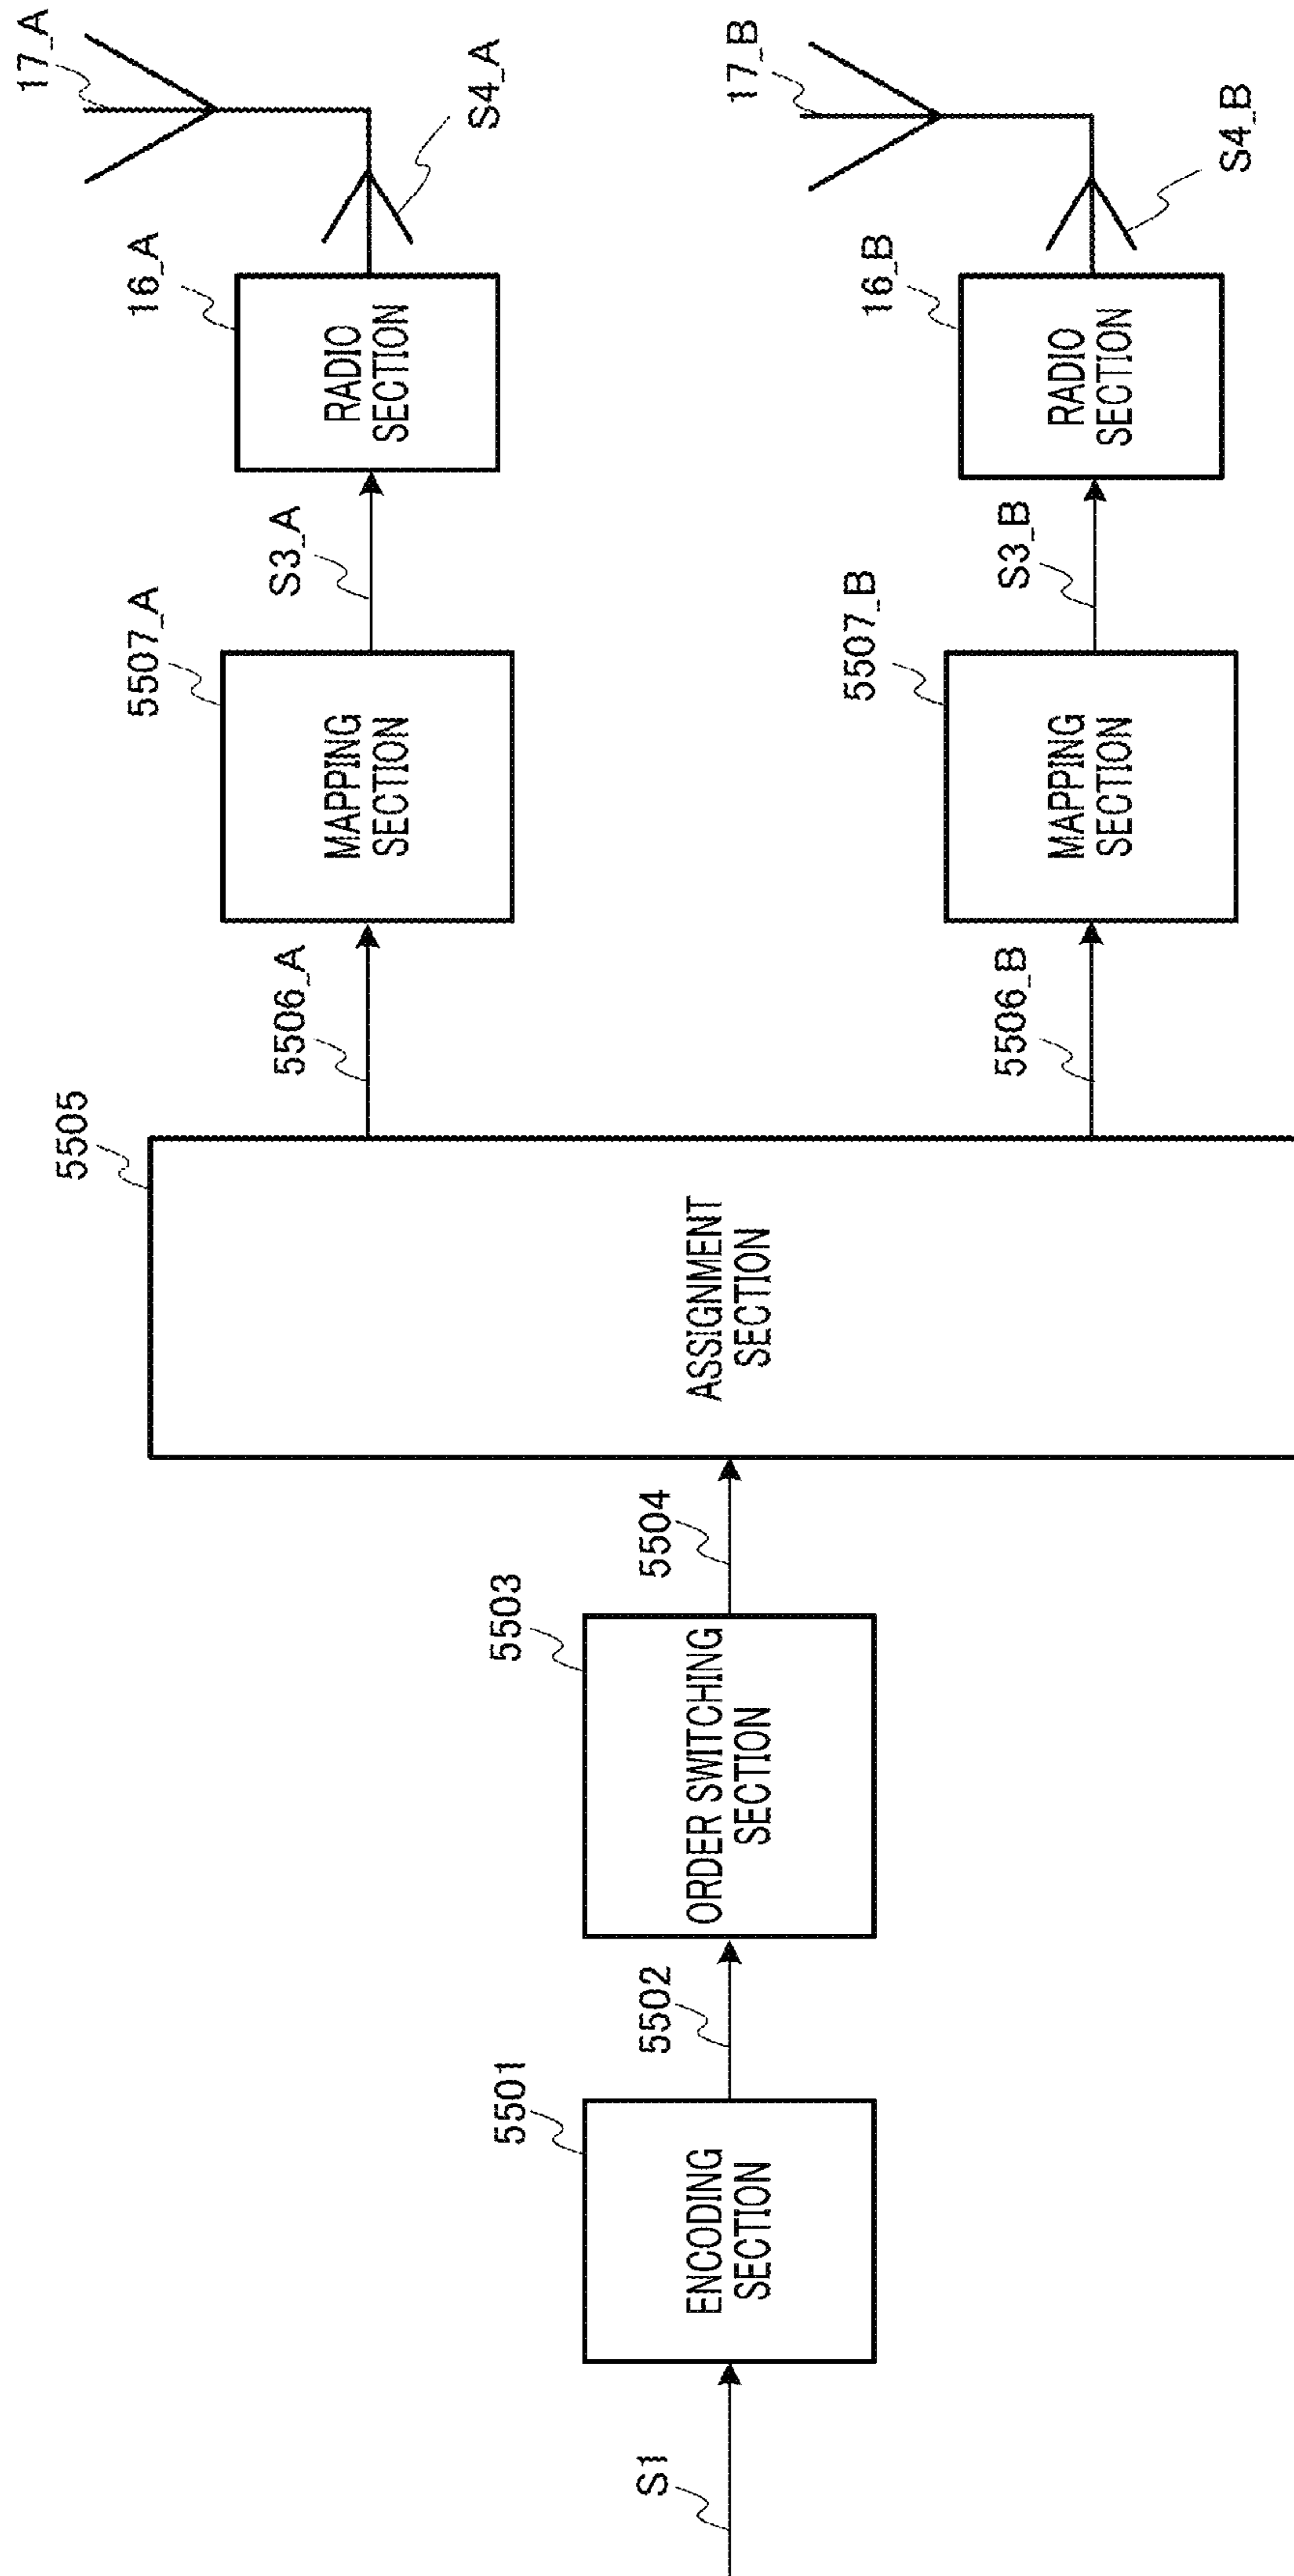 S1
5501
ENCODING
SECTION
5502
5503
ORDER SWITCHING
SECTION
5504
5505
ASSIGNMENT
SECTION
5506_A
5507_A
MAPPING
SECTION
S3_A
16_A
RADIO
SECTION
S4_A
17_A
5506_B
5507_B
MAPPING
SECTION
S3_B
16_B
RADIO
SECTION
S4_B
17_B